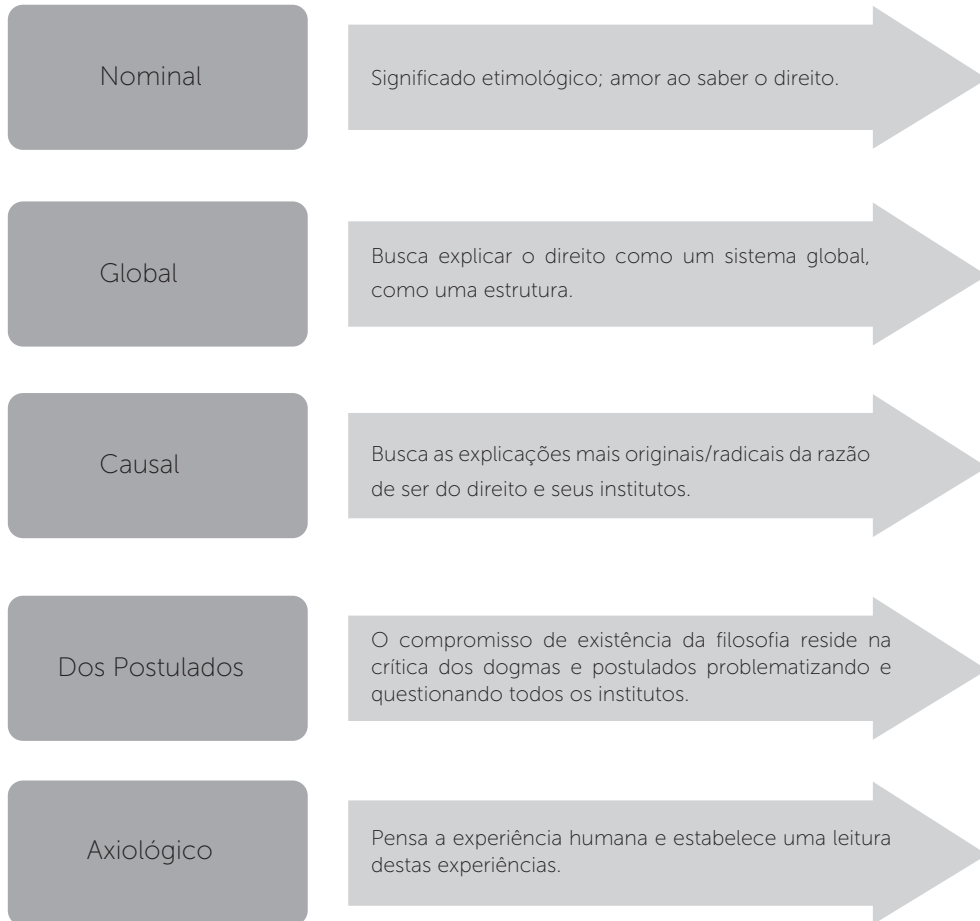 Nominal
Significado etimológico; amor ao saber o direito.
Global
Busca explicar o direito como um sistema global,
como uma estrutura.
Causal
Busca as explicações mais originais/radicais da razão
de ser do direito e seus institutos.
Dos Postulados
O compromisso de existência da filosofia reside na
crítica dos dogmas e postulados problematizando e
questionando todos os institutos.
Axiológico
Pensa a experiência humana e estabelece uma leitura
destas experiências.